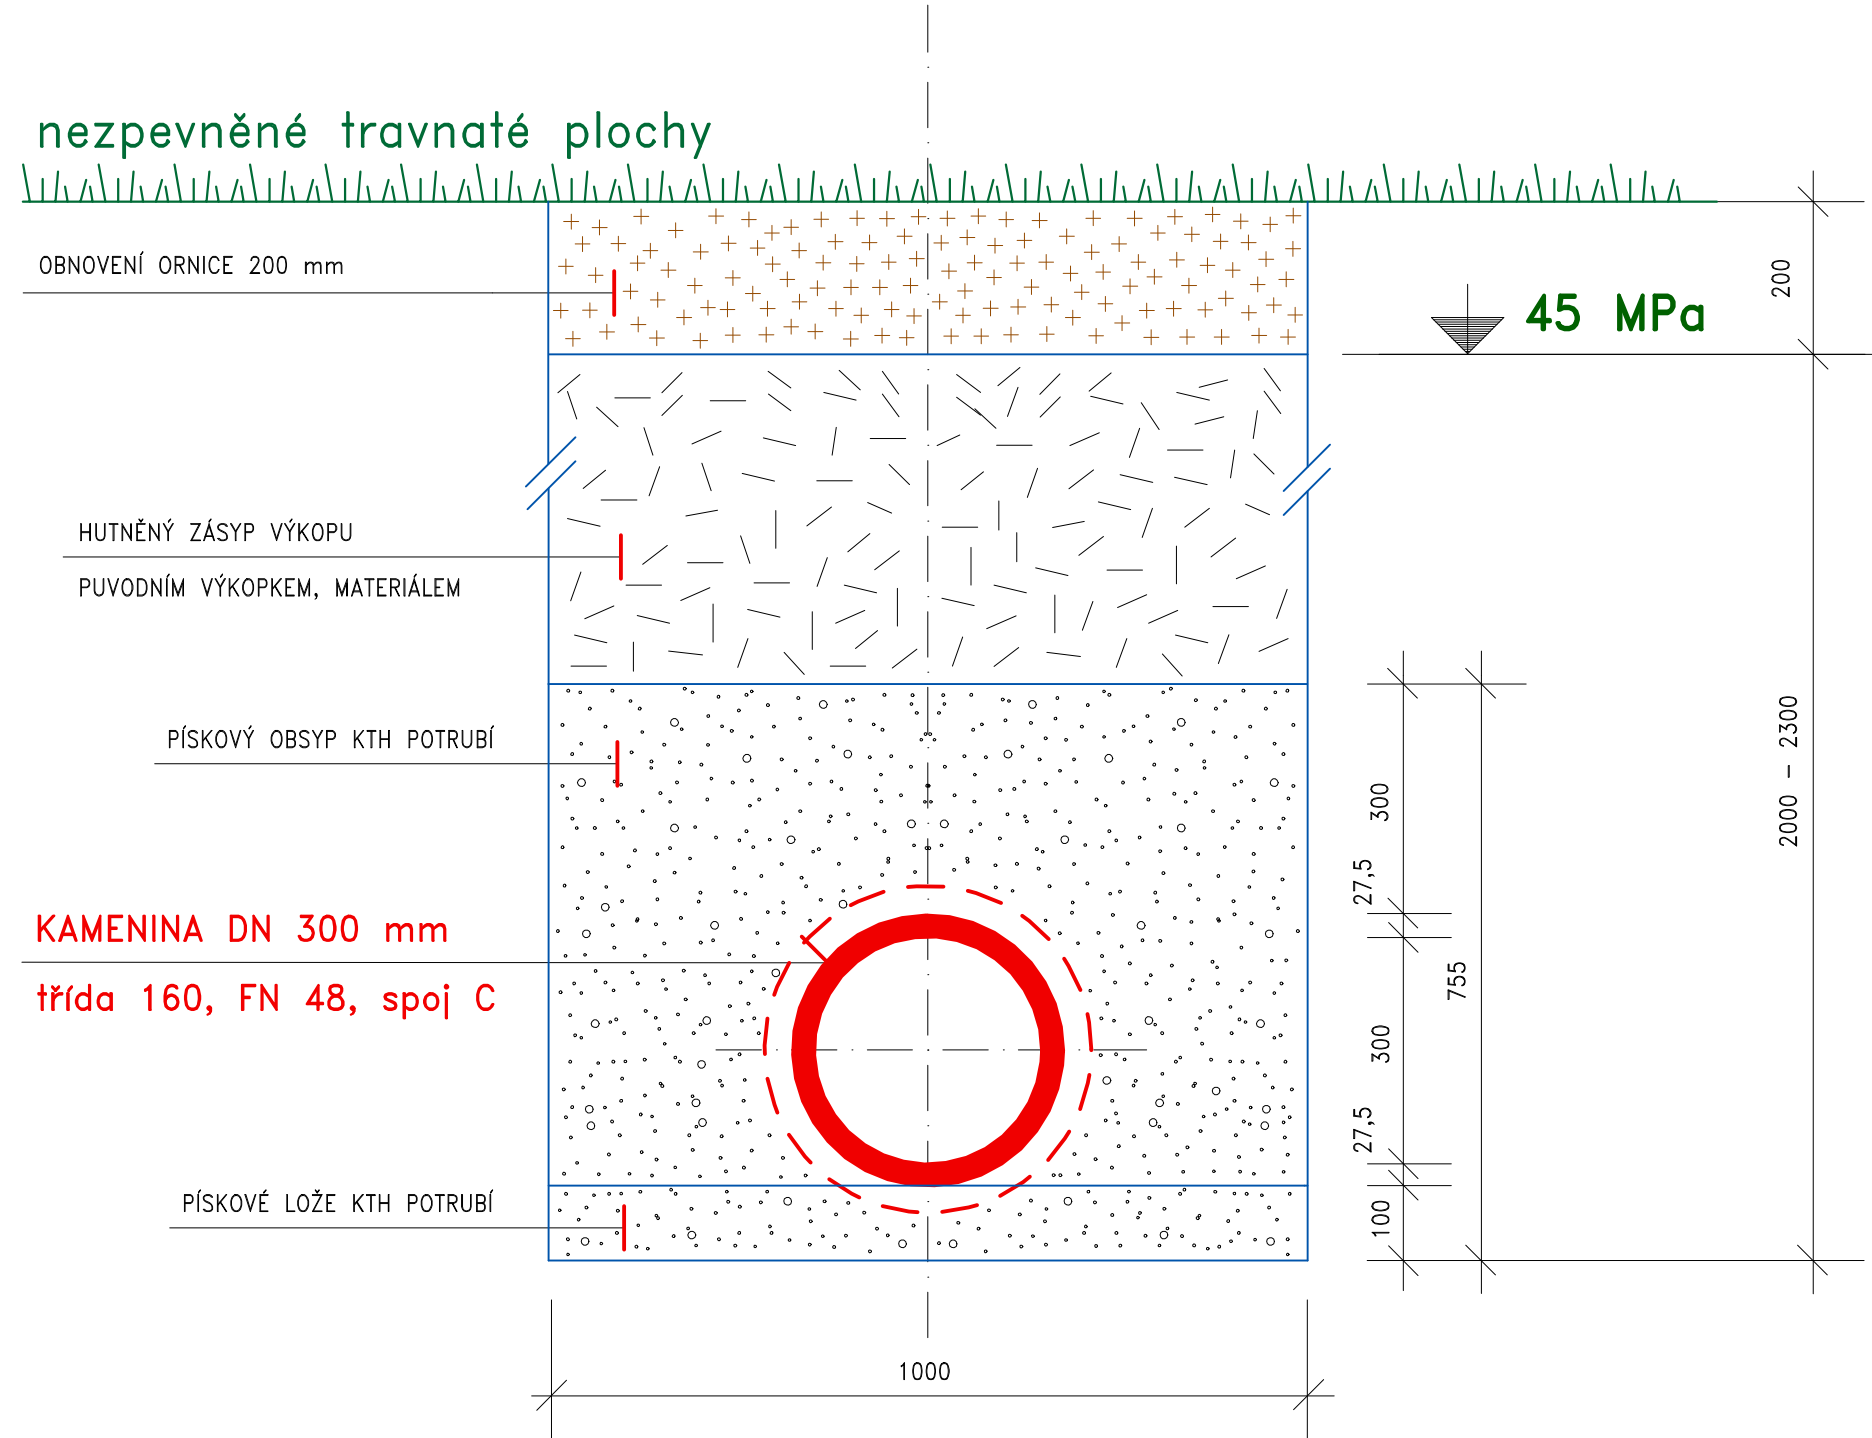 nezpevněné travnaté plochy
OBNOVENÍ ORNICE 200 mm
200
45 MPa
HUTNĚNÝ ZÁSYP VÝKOPU
PUVODNÍM VÝKOPKEM, MATERIÁLEM
PÍSKOVÝ OBSYP KTH POTRUBÍ
2000 - 2300
300
27,5
KAMENINA DN 300 mm
třída 160, FN 48, spoj C
755
300
27,5
PÍSKOVÉ LOŽE KTH POTRUBÍ
100
1000